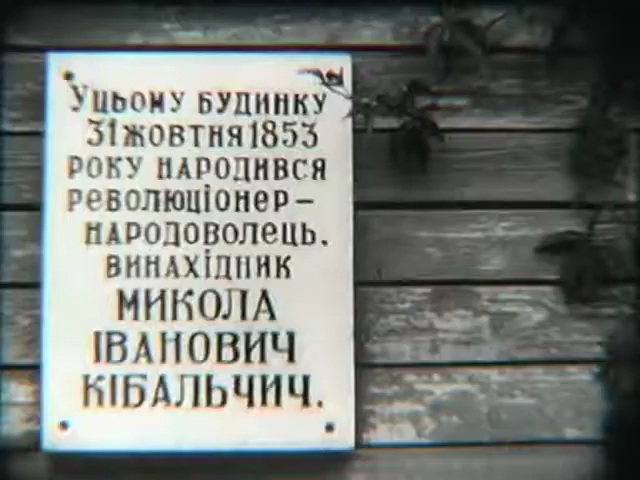 У ЦЬОМУ БУДИНКУ
31 ЖОВТНЯ 1853
РОКУ НАРОДИВСЯ
РЕВОЛЮЦІОНЕР–
НАРОДОВОЛЕЦЬ.
ВИНАХІДНИК
МИКОЛА
ІВАНОВИЧ
КІБАЛЬЧИЧ.